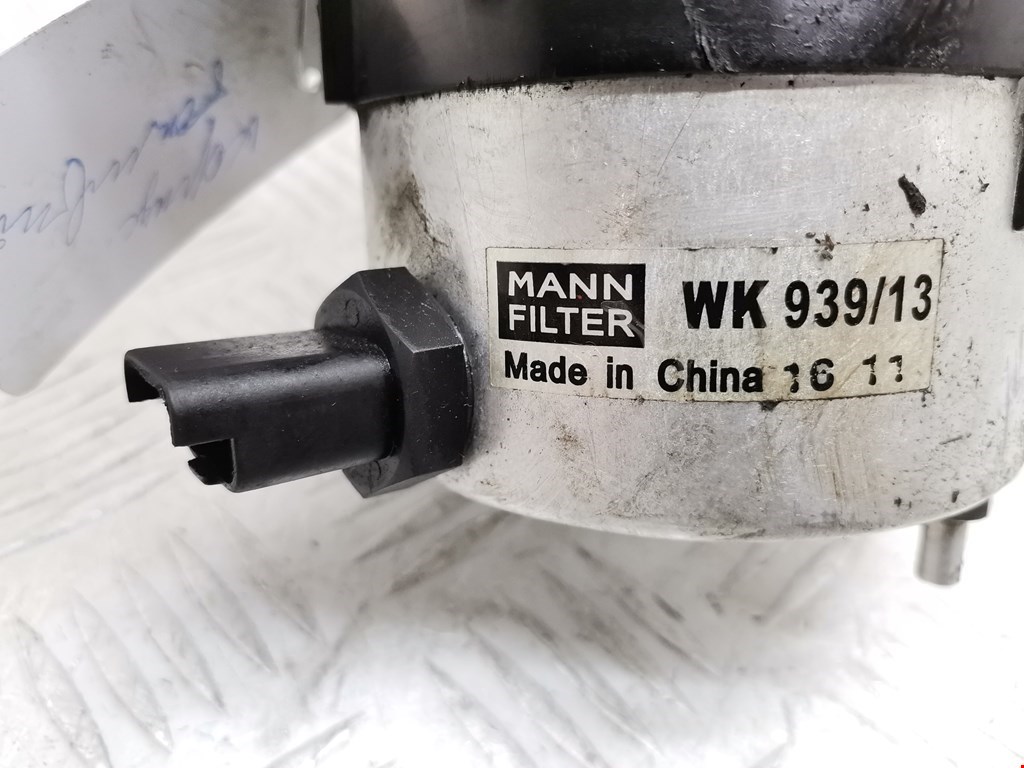 MANN
FILTER
WK 939/13
Made in China 16 11